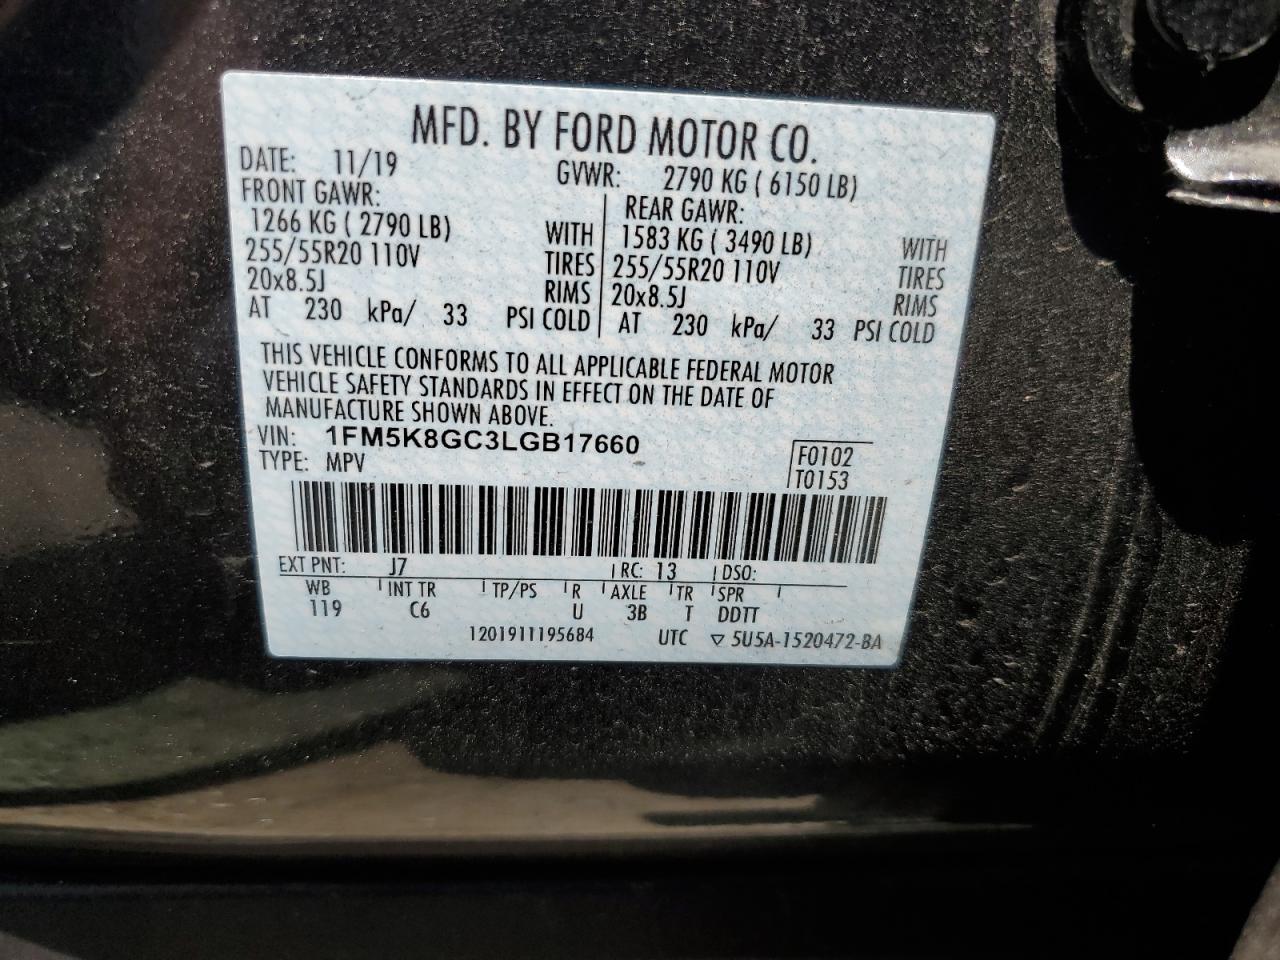 MFD. BY FORD MOTOR CO.
DATE: 11/19 GVWR: 2790 KG ( 6150 LB)
FRONT GAWR: REAR GAWR:
1266 KG ( 2790 LB) WITH 1583 KG ( 3490 LB) WITH
255/55R20 110V TIRES 255/55R20 110V TIRES
20x8.5J RIMS 20x8.5J RIMS
AT 230 kPa/ 33 PSI COLD AT 230 kPa/ 33 PSI COLD
THIS VEHICLE CONFORMS TO ALL APPLICABLE FEDERAL MOTOR
VEHICLE SAFETY STANDARDS IN EFFECT ON THE DATE OF
MANUFACTURE SHOWN ABOVE.
VIN: 1FM5K8GC3LGB17660 F0102
TYPE: MPV T0153
EXT PNT: J7 RC: 13 DSO:
WB INT TR TP/PS R AXLE TR SPR
119 C6 U 3B T DDTT
1201911195684 UTC ▽ 5U5A-1520472-BA